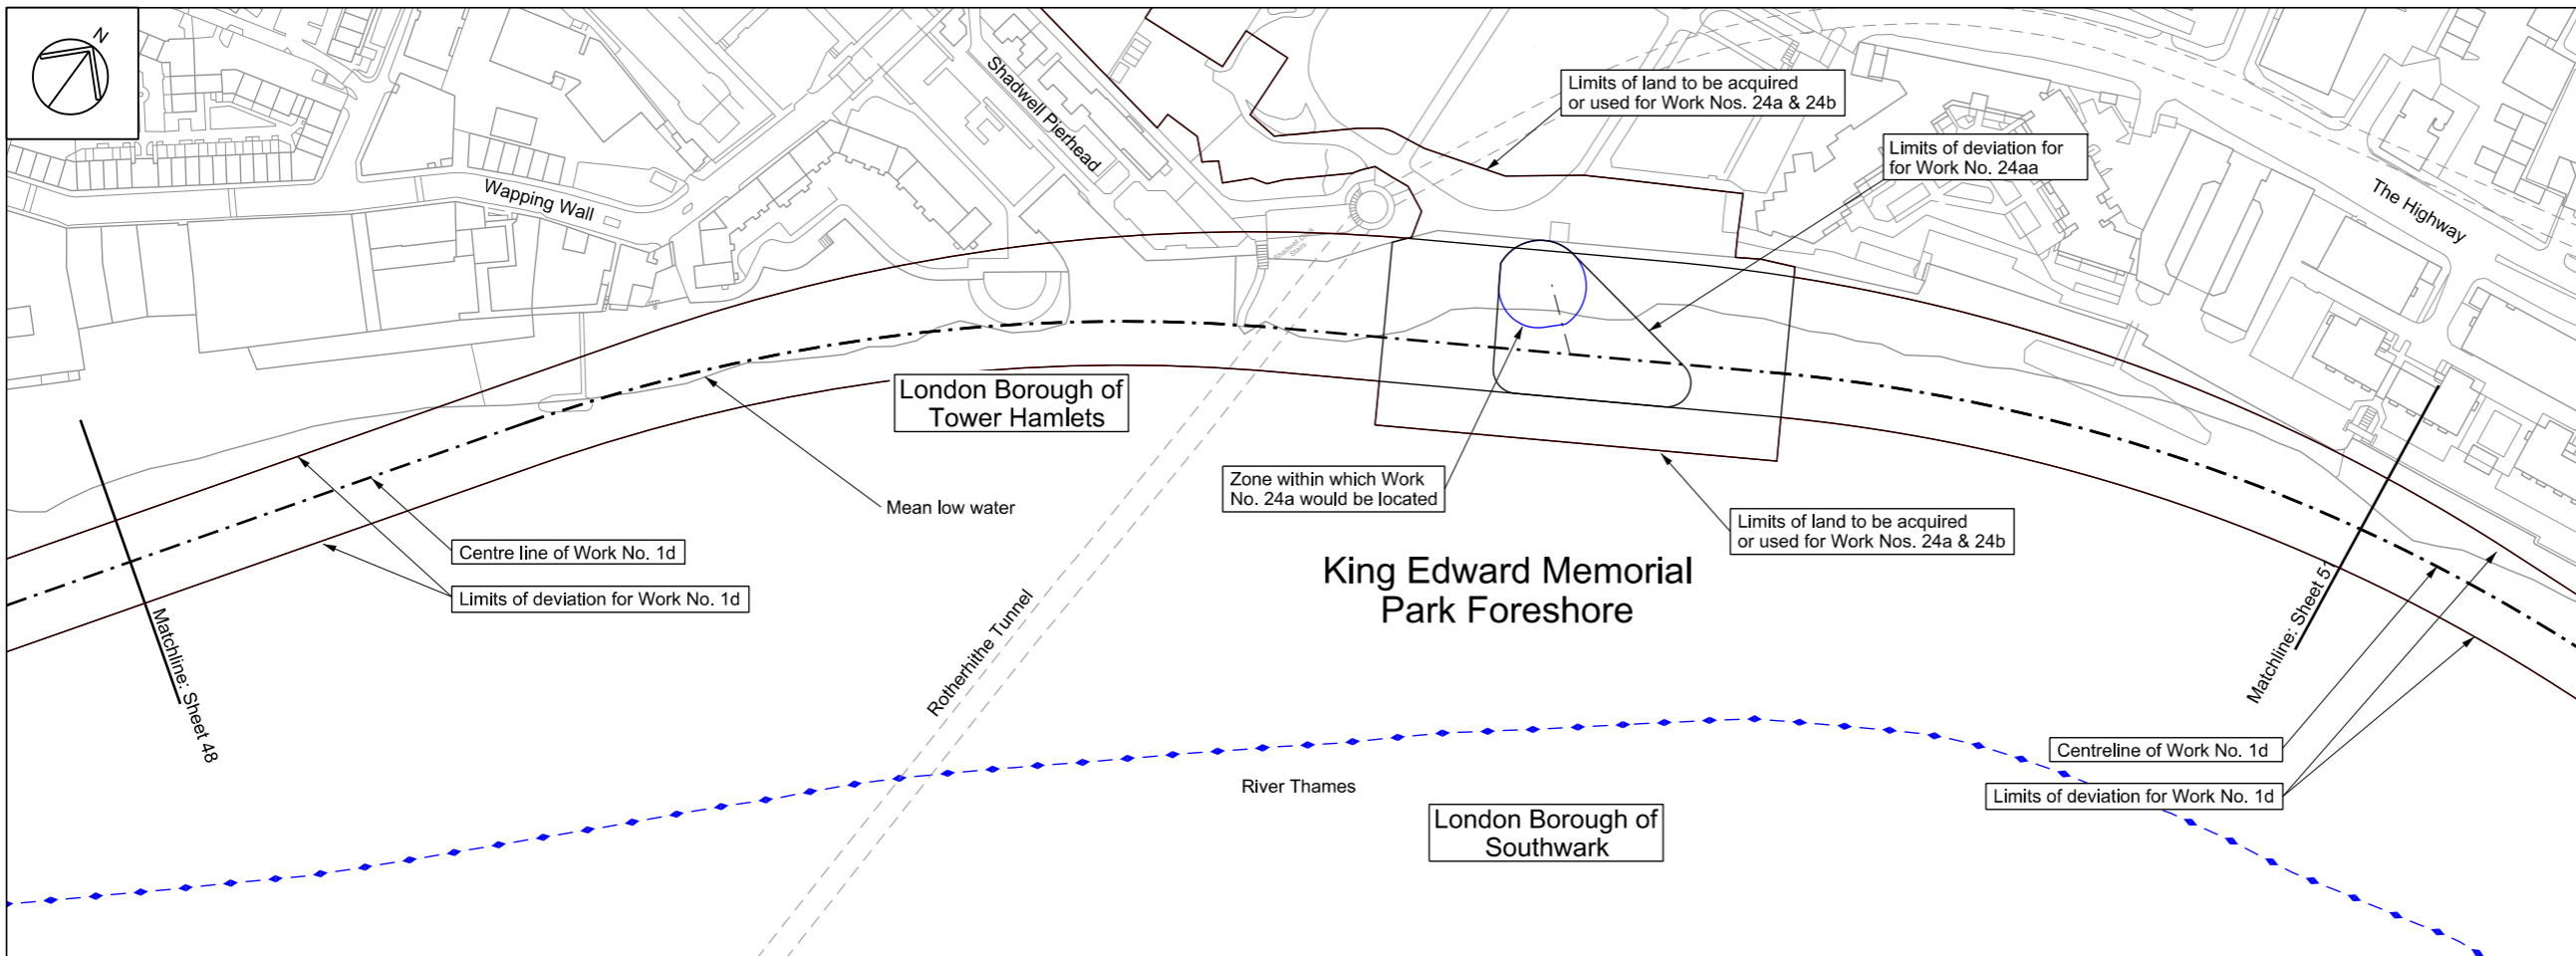 N
Shadwell Pierhead
Limits of land to be acquired
or used for Work Nos. 24a & 24b
Limits of deviation for
for Work No. 24aa
Wapping Wall
The Highway
London Borough of
Tower Hamlets
Mean low water
Zone within which Work
No. 24a would be located
Limits of land to be acquired
or used for Work Nos. 24a & 24b
Centre line of Work No. 1d
Limits of deviation for Work No. 1d
King Edward Memorial
Park Foreshore
Matchline: Sheet 48
Rotherhithe Tunnel
Matchline: Sheet 51
Centreline of Work No. 1d
Limits of deviation for Work No. 1d
River Thames
London Borough of
Southwark